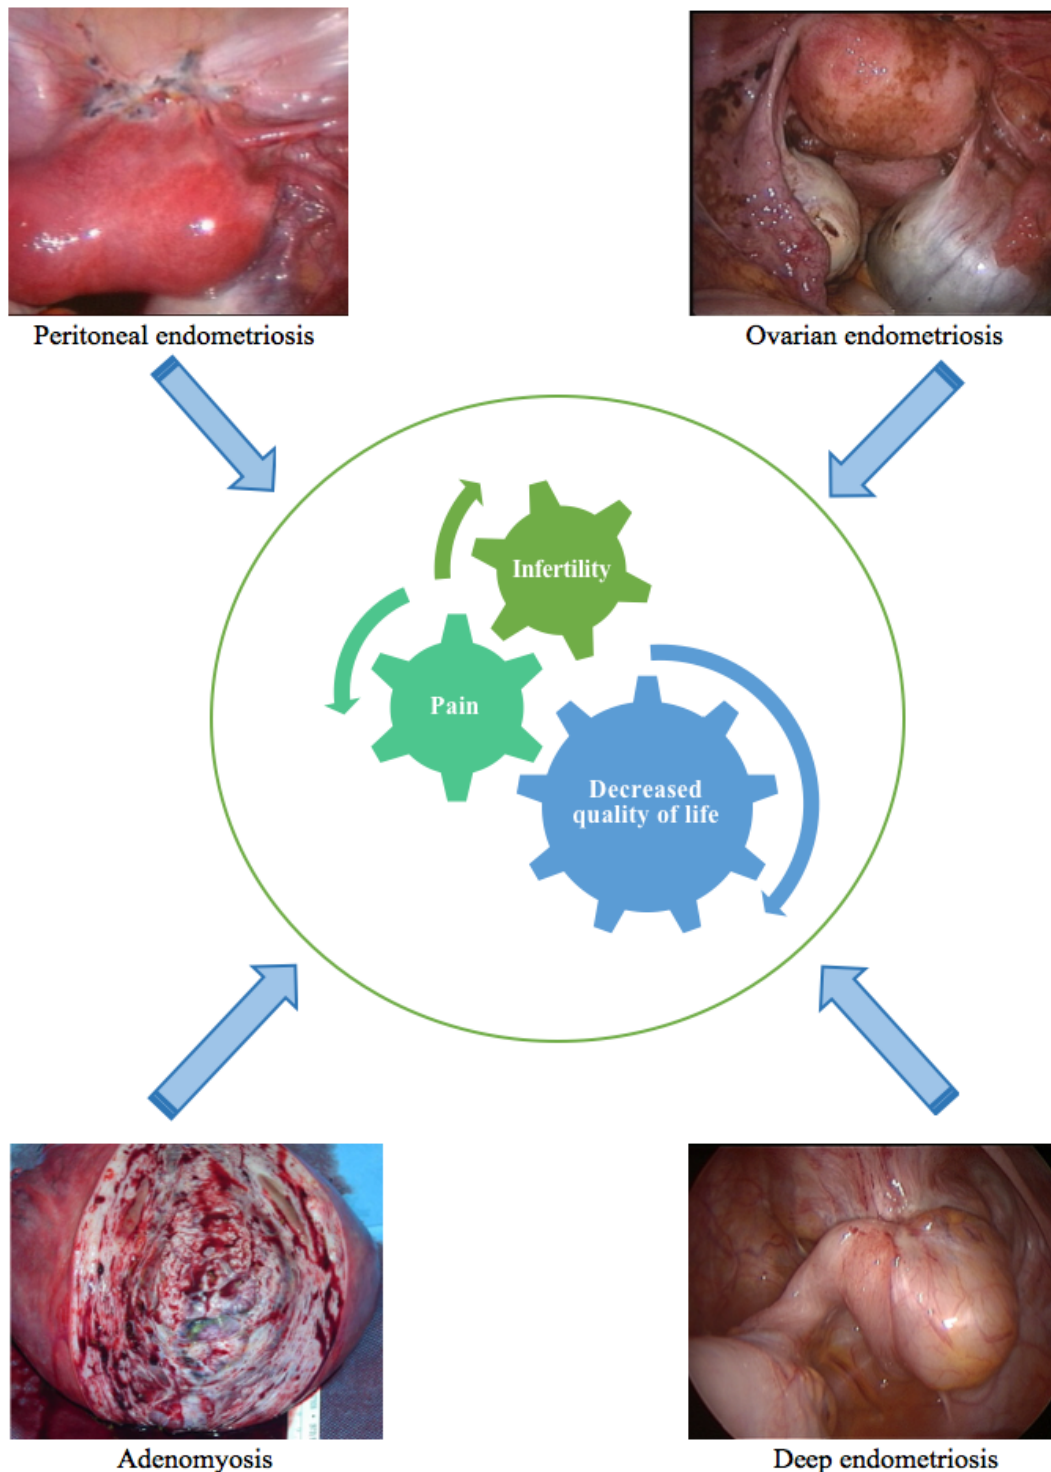 Peritoneal endometriosis
Ovarian endometriosis
Infertility
Pain
Decreased
quality of life
Adenomyosis
Deep endometriosis